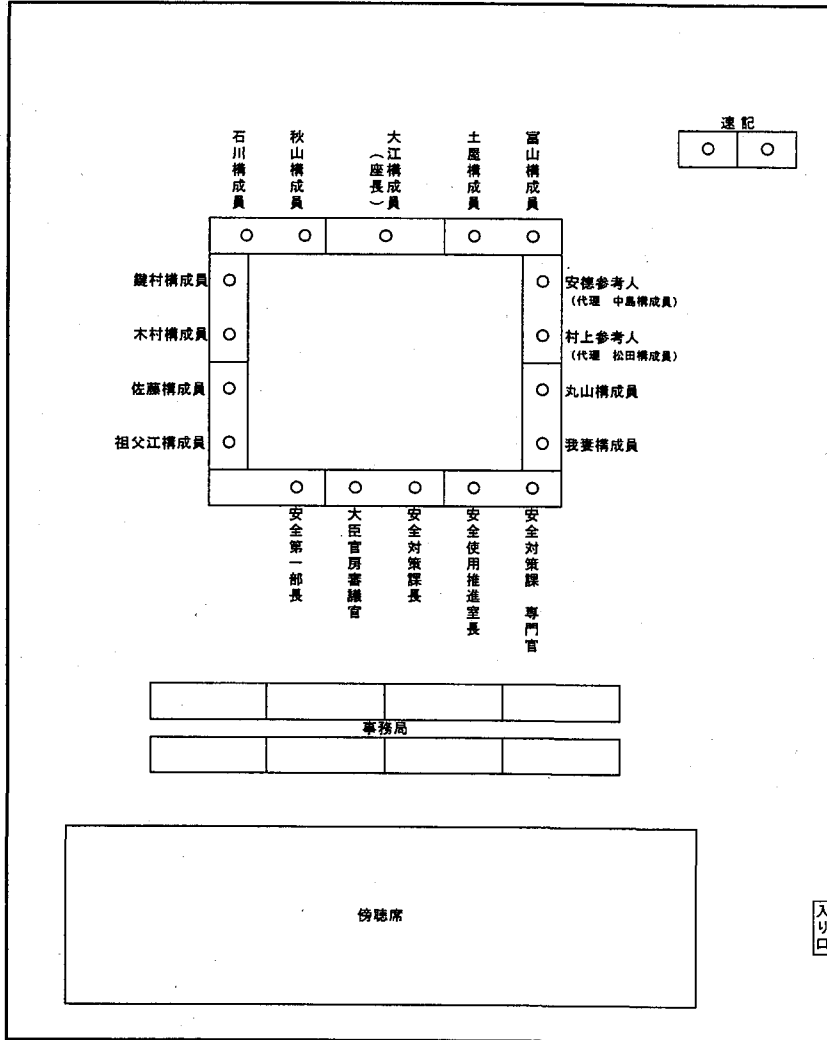 速記
石川構成員
秋山構成員
大江構成員
（座長）
土屋構成員
富山構成員
鍵村構成員
木村構成員
佐藤構成員
祖父江構成員
安徳参考人
（代理　中島構成員）
村上参考人
（代理　松田構成員）
丸山構成員
我妻構成員
安全第一部長
大臣官房審議官
安全対策課長
安全使用推進室長
安全対策課　専門官
事務局
傍聴席
入り口